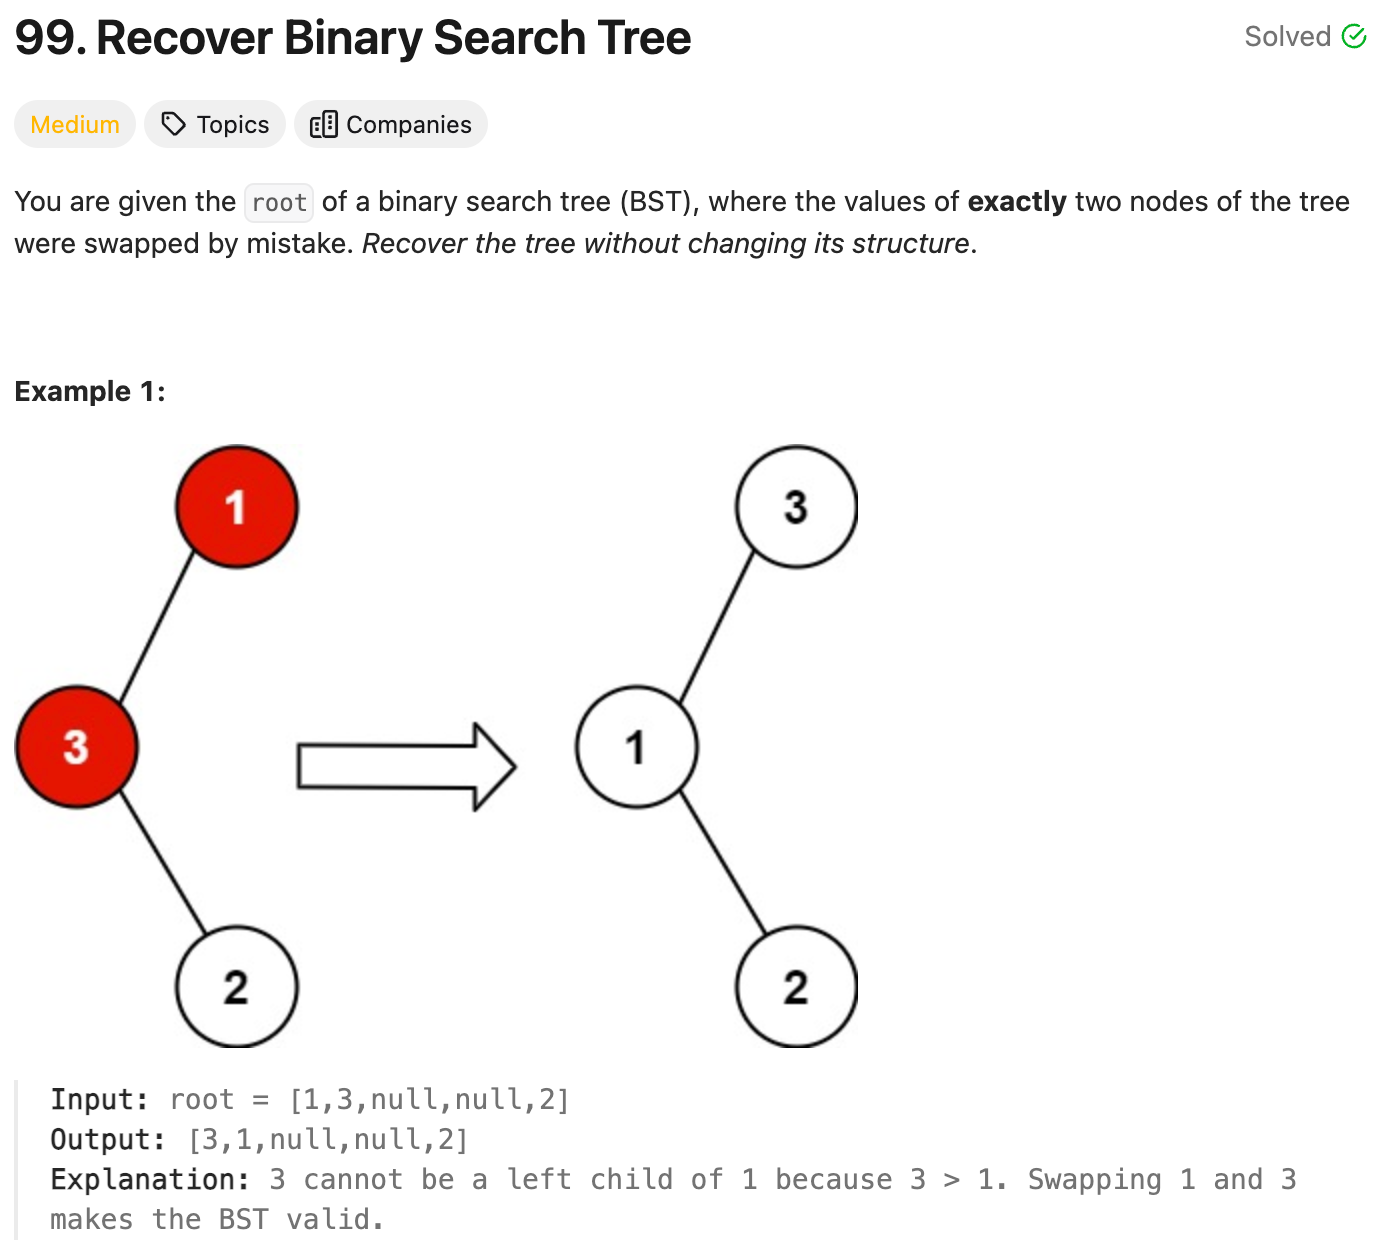 99. Recover Binary Search Tree
Solved
Medium
Topics
Companies
You are given the root of a binary search tree (BST), where the values of exactly two nodes of the tree
were swapped by mistake. Recover the tree without changing its structure.
Example 1:
1
3
3
1
2
2
Input: root = [1,3,null,null,2]
Output: [3,1,null,null,2]
Explanation: 3 cannot be a left child of 1 because 3 > 1. Swapping 1 and 3
makes the BST valid.